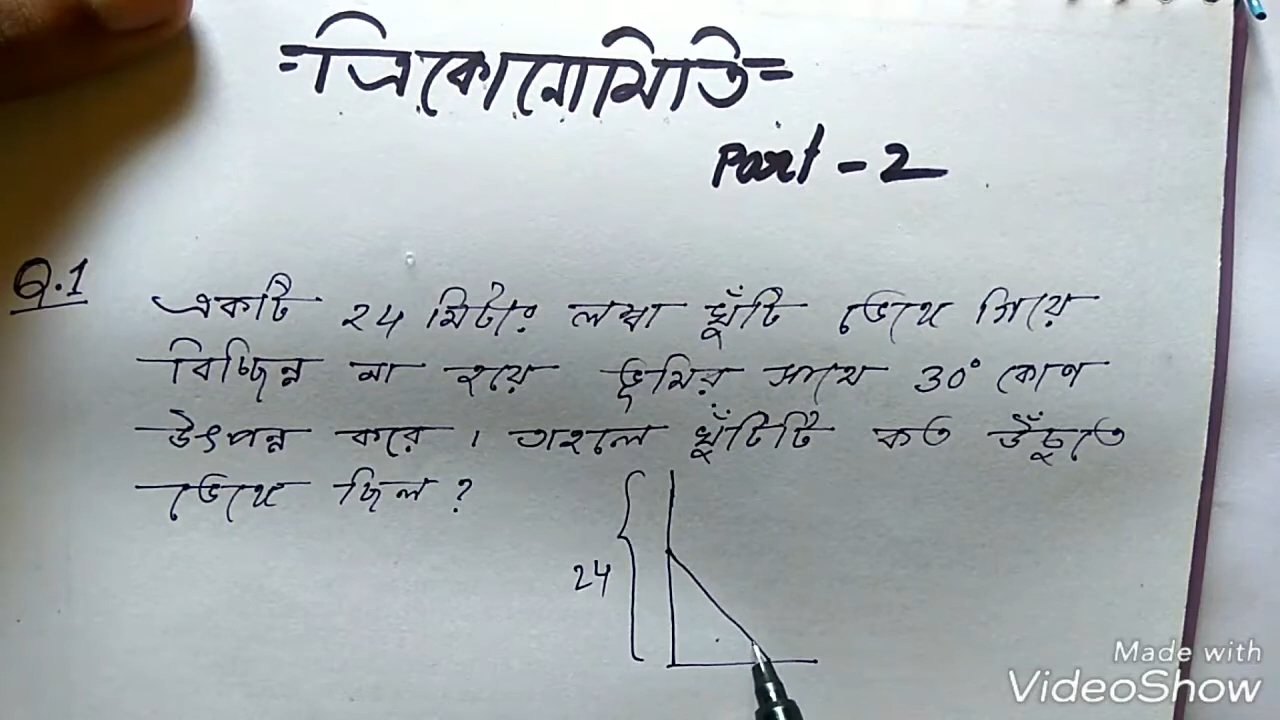 =ত্রিকোনোমিতি=
Part - 2
Q.1
একটি 24 মিটার লম্বা খুঁটি ভেঙে গিয়ে
বিচ্ছিন্ন না হয়ে ভূমির সাথে 30° কোণ
উৎপন্ন করে। তাহলে খুঁটিটি কত উঁচুতে
ভেঙে ছিল?
24
Made with
VideoShow